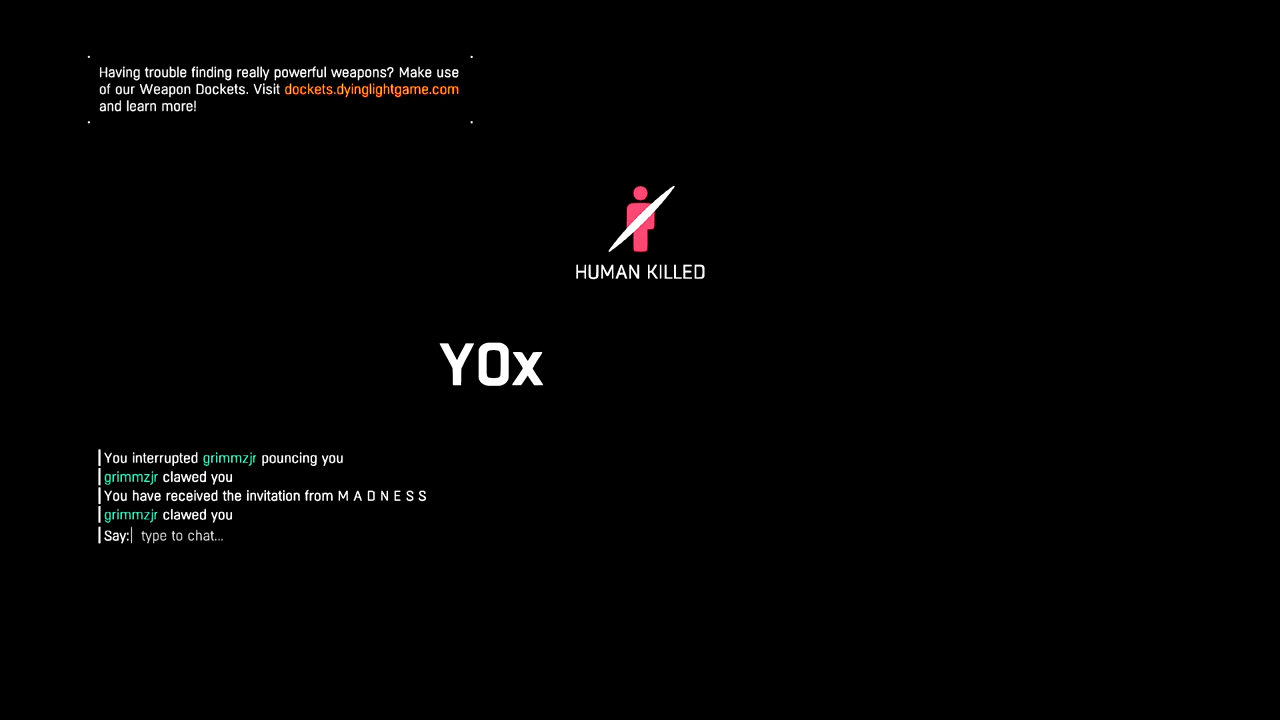 Having trouble finding really powerful weapons? Make use
of our Weapon Dockets. Visit dockets.dyinglightgame.com
and learn more!
HUMAN KILLED
YOx
You interrupted grimmzjr pouncing you
grimmzjr clawed you
You have received the invitation from M A D N E S S
grimmzjr clawed you
Say: type to chat...